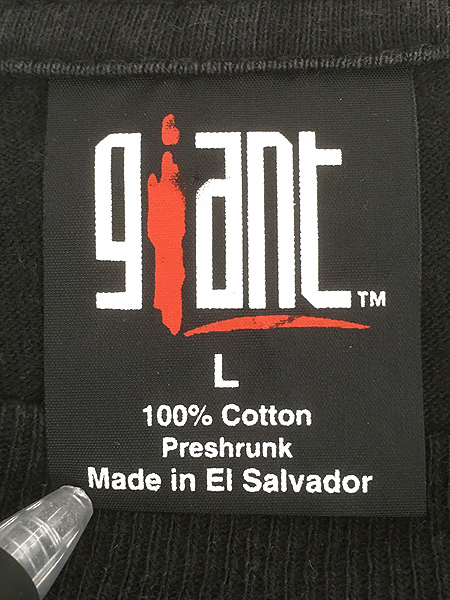 giant™
L
100% Cotton
Preshrunk
Made in El Salvador